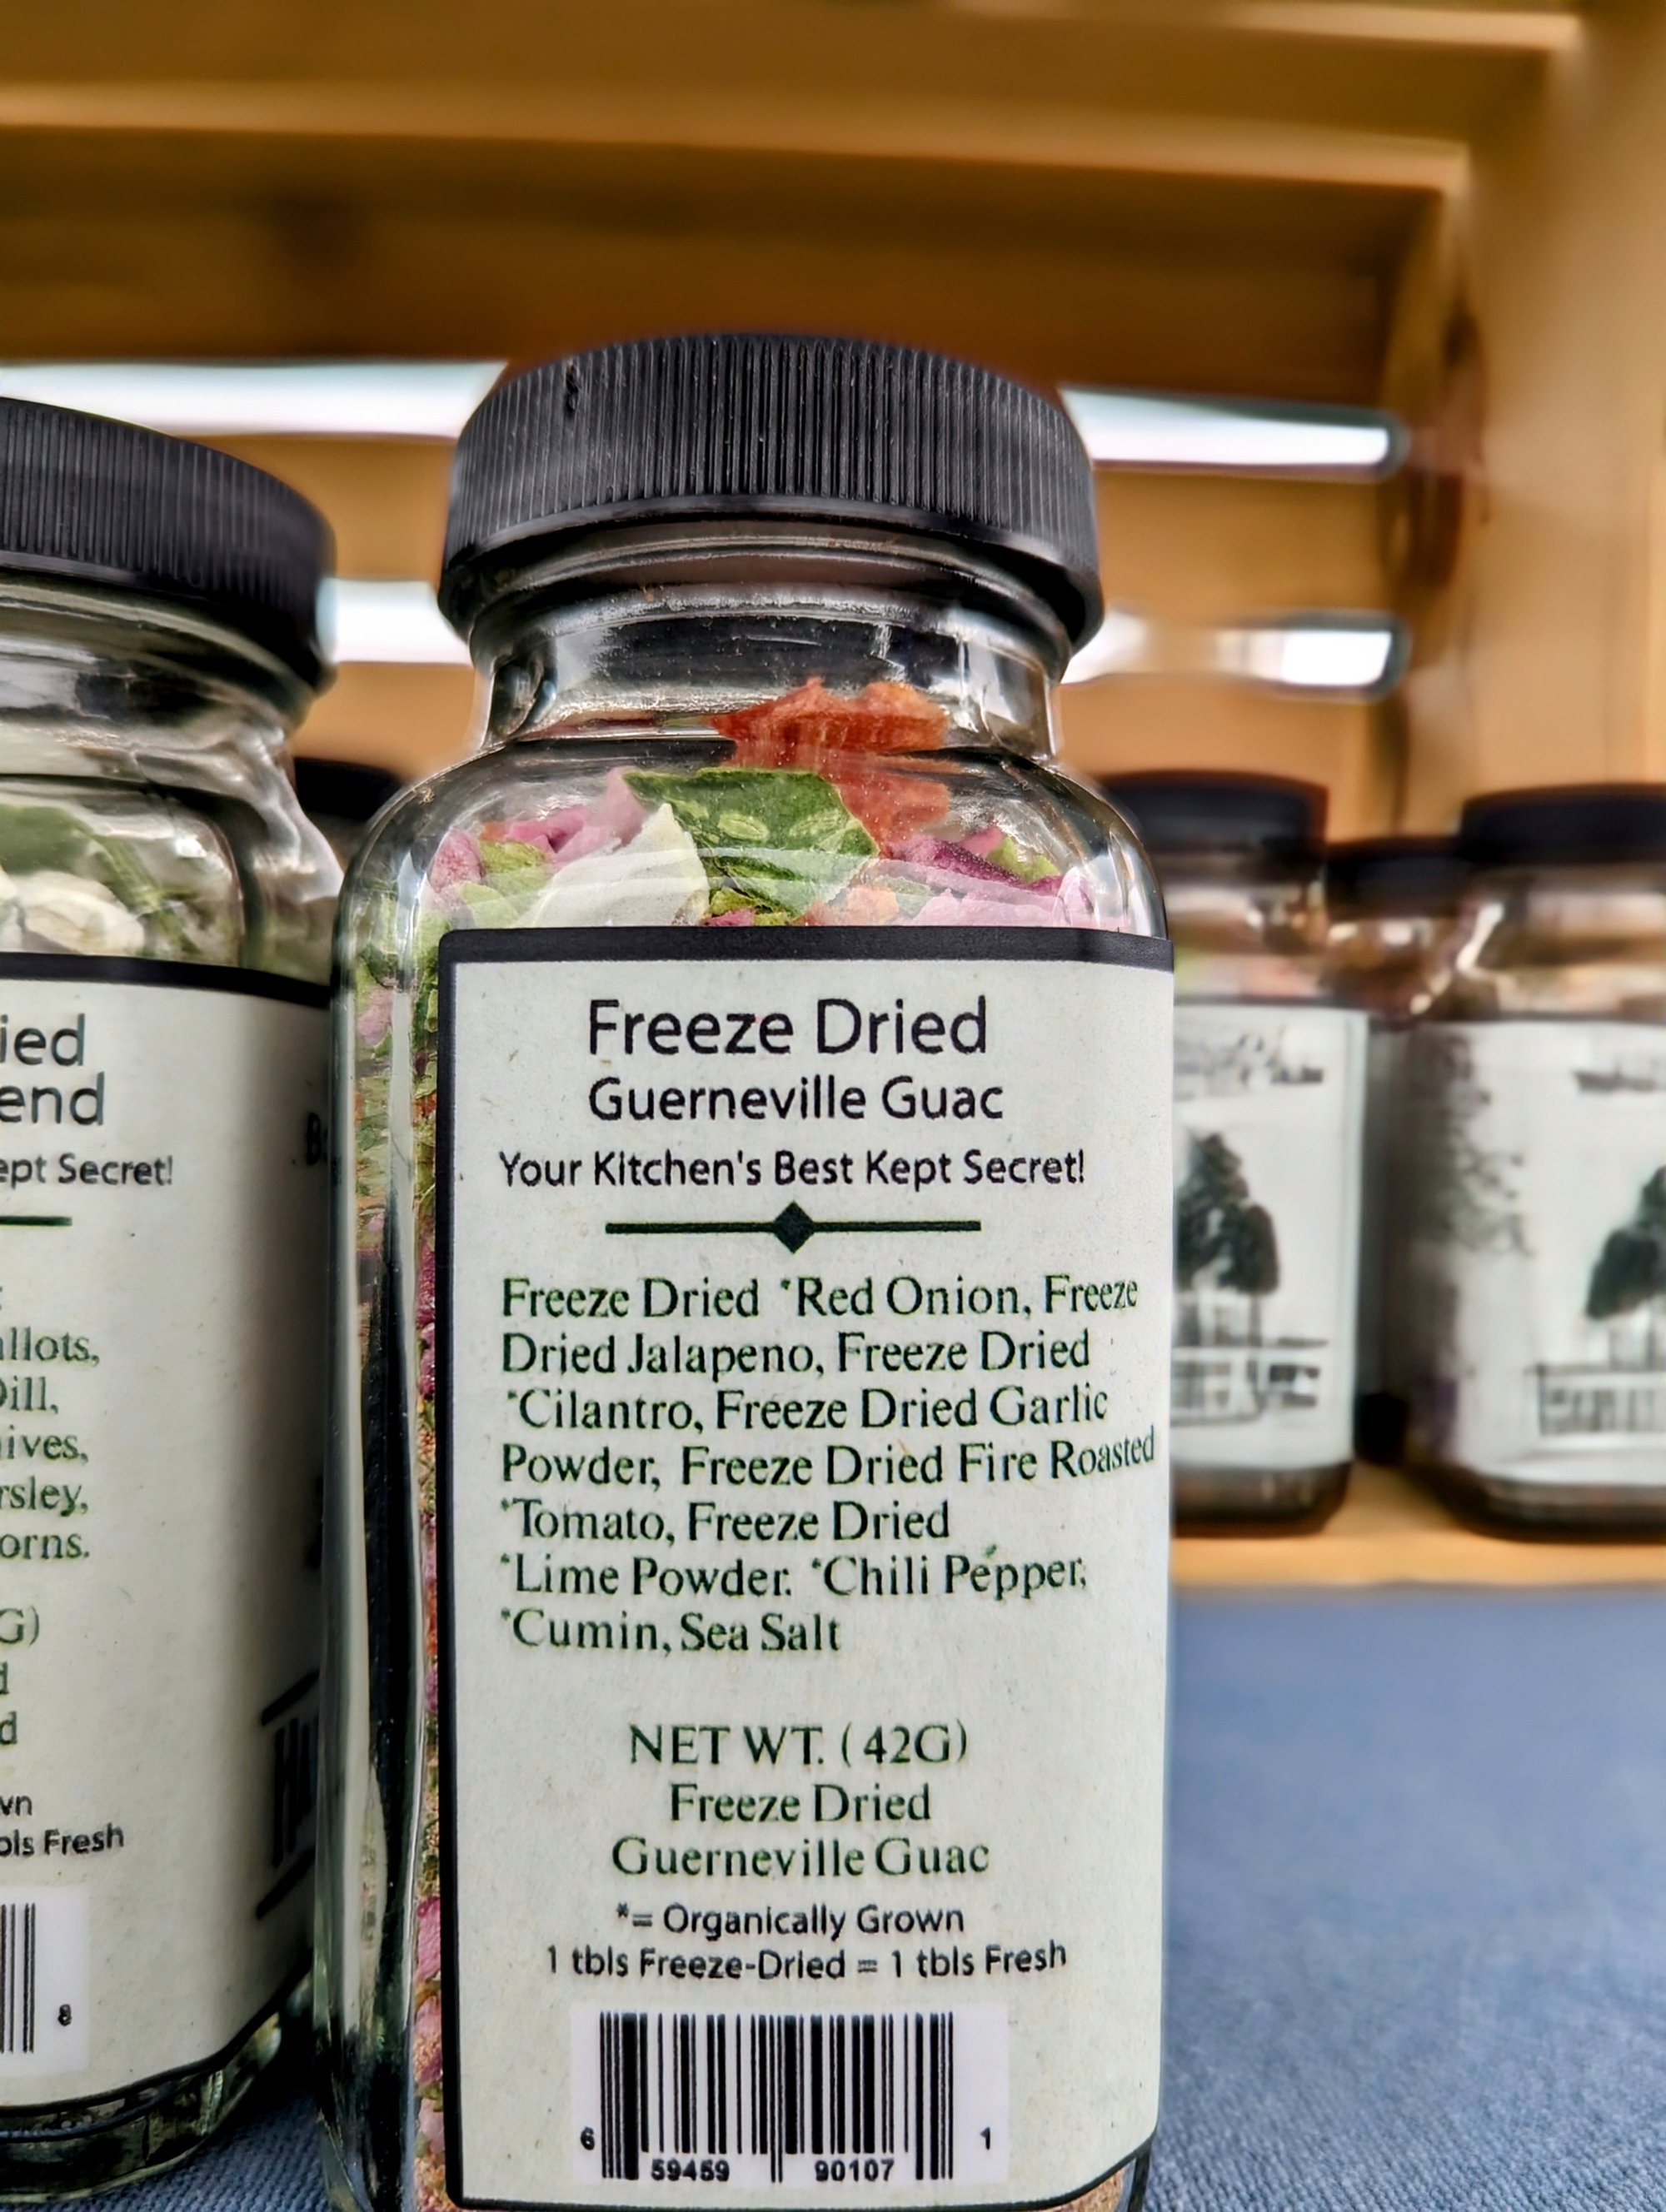 Freeze Dried
Guerneville Guac
Your Kitchen's Best Kept Secret!
Freeze Dried *Red Onion, Freeze
Dried Jalapeno, Freeze Dried
*Cilantro, Freeze Dried Garlic
Powder, Freeze Dried Fire Roasted
*Tomato, Freeze Dried
*Lime Powder. *Chili Pepper,
*Cumin, Sea Salt
NET WT. (42G)
Freeze Dried
Guerneville Guac
*= Organically Grown
1 tbls Freeze-Dried = 1 tbls Fresh
6 59459 90107 1
ied
end
ept Secret!
llots,
Dill,
ives,
rsley,
orns.
G)
d
d
wn
bls Fresh
8